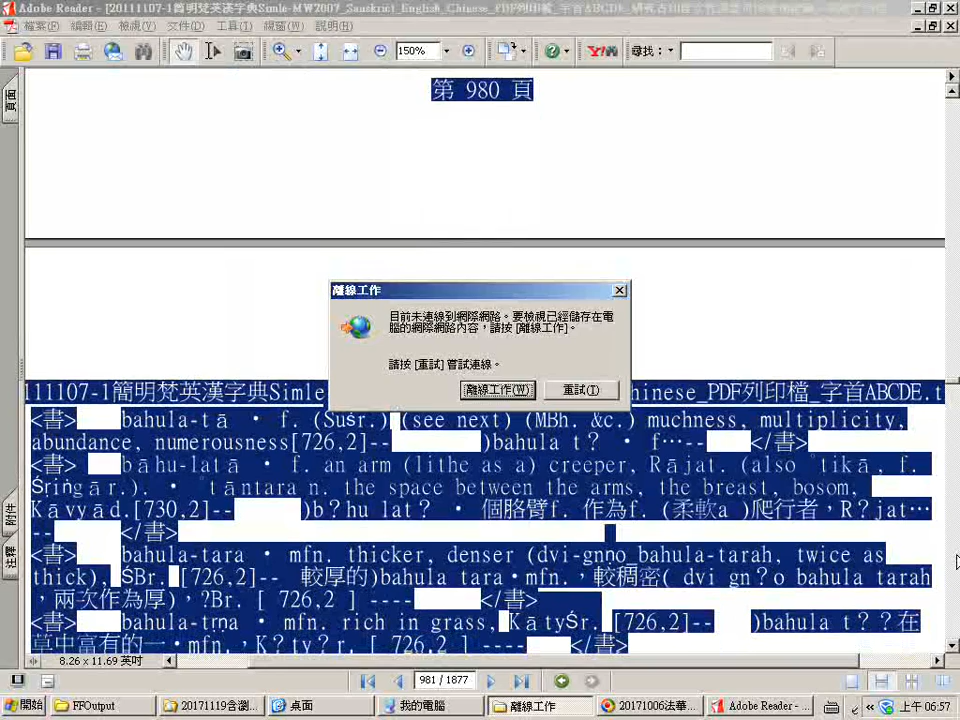 Adobe Reader - [20111107-1簡明梵英漢字典Simle-MW2007_Sanskrit_English_Chinese_PDF列印檔_字首ABCDE.
檔案(F) 編輯(E) 檢視(V) 文件(D) 工具(T) 視窗(W) 說明(H)
150% 尋找:
頁面
第 980 頁
離線工作
目前未連線到網際網路。要檢視已經儲存在電
腦的網際網路內容，請按 [離線工作]。
請按 [重試] 嘗試連線。
離線工作(W) 重試(T)
111107-1簡明梵英漢字典Simle hinese_PDF列印檔_字首ABCDE.t
<書> bahula-tā • f. (Suśr.) (see next) (MBh. &c.) muchness, multiplicity,
abundance, numerousness[726,2]-- )bahula t? • f…-- </書>
<書> bāhu-latā • f. an arm (lithe as a) creeper, Rājat. (also °tikā, f.
Śriṅgār.). • °tāntara n. the space between the arms, the breast, bosom,
Kāvyād.[730,2]-- )b?hu lat? • 個胳臂f. 作為f. (柔軟a )爬行者，R?jat…
-- </書>
<書> bahula-tara • mfn. thicker, denser (dvi-gnno bahula-tarah, twice as
thick), ŚBr. [726,2]-- 較厚的)bahula tara•mfn.，較稠密( dvi gn?o bahula tarah
，兩次作為厚)，?Br. [ 726,2 ] ---- </書>
<書> bahula-tṛṇa • mfn. rich in grass, KātyŚr. [726,2]-- )bahula t??在
草中富有的一•mfn.，K?ty?r. [ 726,2 ] ---- </書>
附件
注釋
8.26 x 11.69 英吋
981 / 1877
開始 FFOutput 20171119含瀏... 桌面 我的電腦 離線工作 20171006法華... Adobe Reader - ... 上午 06:57